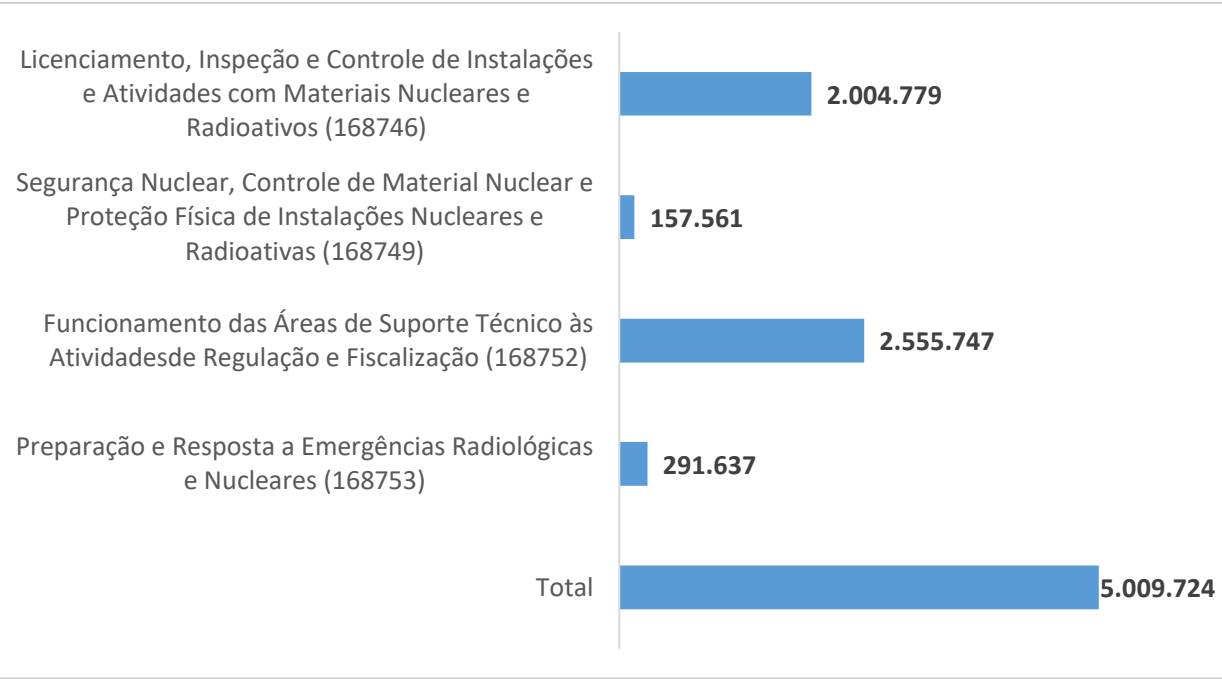 Licenciamento, Inspeção e Controle de Instalações
e Atividades com Materiais Nucleares e
Radioativos (168746)
2.004.779
Segurança Nuclear, Controle de Material Nuclear e
Proteção Física de Instalações Nucleares e
Radioativas (168749)
157.561
Funcionamento das Áreas de Suporte Técnico às
Atividadesde Regulação e Fiscalização (168752)
2.555.747
Preparação e Resposta a Emergências Radiológicas
e Nucleares (168753)
291.637
Total
5.009.724